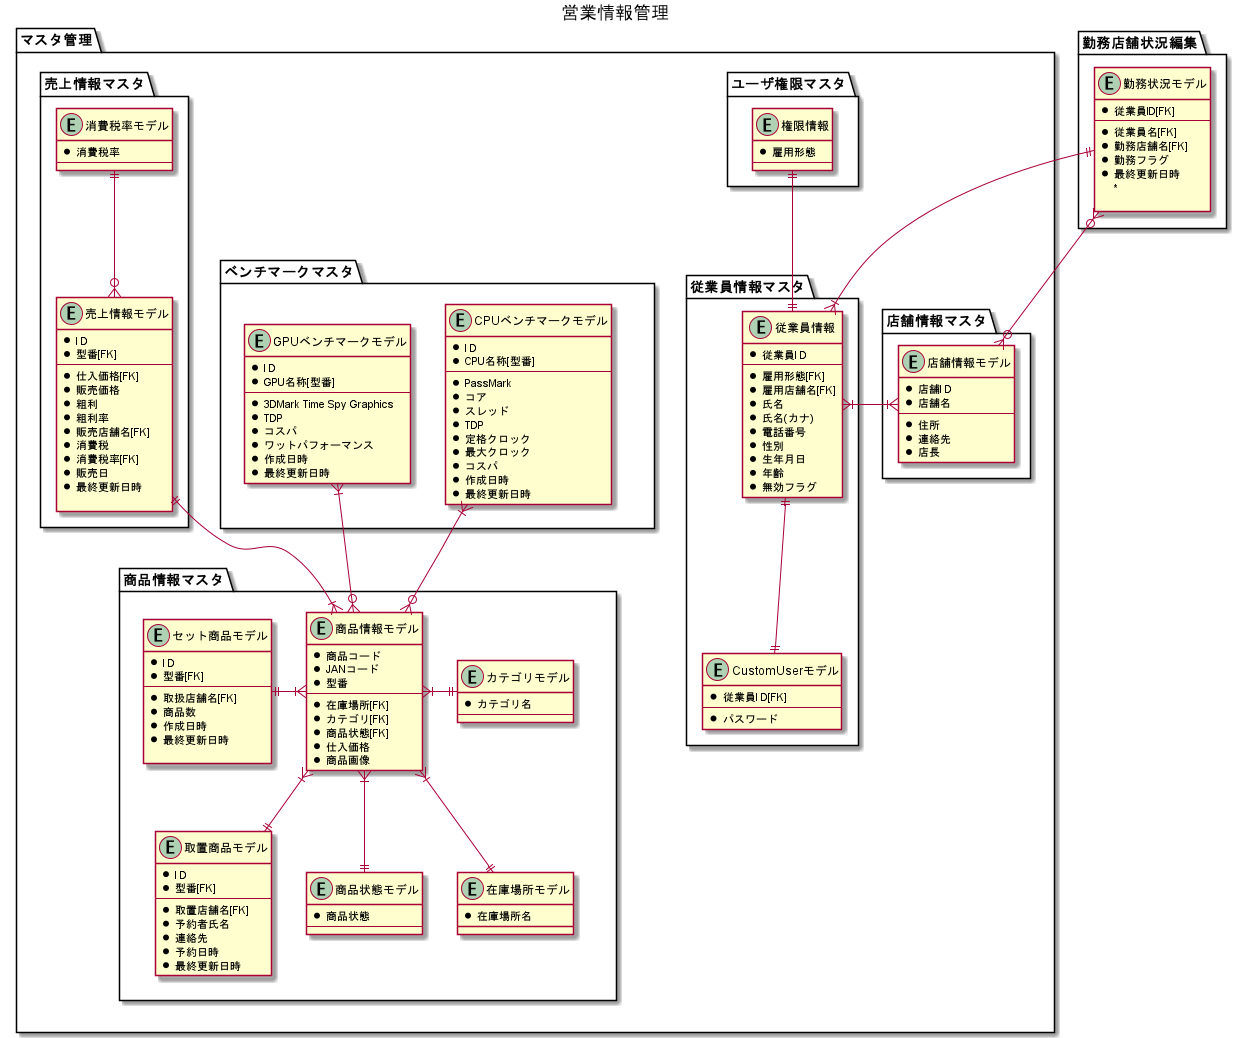 営業情報管理
マスタ管理
売上情報マスタ
E 消費税率モデル
消費税率
E 売上情報モデル
ID
型番[FK]
仕入価格[FK]
販売価格
粗利
粗利率
販売店舗名[FK]
消費税
消費税率[FK]
販売日
最終更新日時
ベンチマークマスタ
E GPUベンチマークモデル
ID
GPU名称[型番]
3DMark Time Spy Graphics
TDP
コスパ
ワットパフォーマンス
作成日時
最終更新日時
E CPUベンチマークモデル
ID
CPU名称[型番]
PassMark
コア
スレッド
TDP
定格クロック
最大クロック
コスパ
作成日時
最終更新日時
ユーザ権限マスタ
E 権限情報
雇用形態
従業員情報マスタ
E 従業員情報
従業員ID
雇用形態[FK]
雇用店舗名[FK]
氏名
氏名(カナ)
電話番号
性別
生年月日
年齢
無効フラグ
E CustomUserモデル
従業員ID[FK]
パスワード
店舗情報マスタ
E 店舗情報モデル
店舗ID
店舗名
住所
連絡先
店長
勤務店舗状況編集
E 勤務状況モデル
従業員ID[FK]
従業員名[FK]
勤務店舗名[FK]
勤務フラグ
最終更新日時
*
商品情報マスタ
E セット商品モデル
ID
型番[FK]
取扱店舗名[FK]
商品数
作成日時
最終更新日時
E 商品情報モデル
商品コード
JANコード
型番
在庫場所[FK]
カテゴリ[FK]
商品状態[FK]
仕入価格
商品画像
E カテゴリモデル
カテゴリ名
E 取置商品モデル
ID
型番[FK]
取置店舗名[FK]
予約者氏名
連絡先
予約日時
最終更新日時
E 商品状態モデル
商品状態
E 在庫場所モデル
在庫場所名